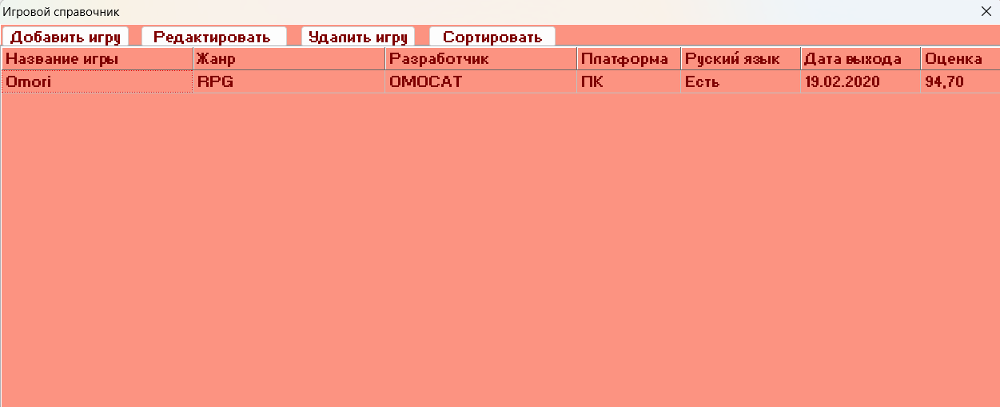 Игровой справочник
Добавить игру Редактировать Удалить игру Сортировать
Название игры Жанр Разработчик Платформа Руский язык Дата выхода Оценка
Omori RPG OMOCAT ПК Есть 19.02.2020 94,70